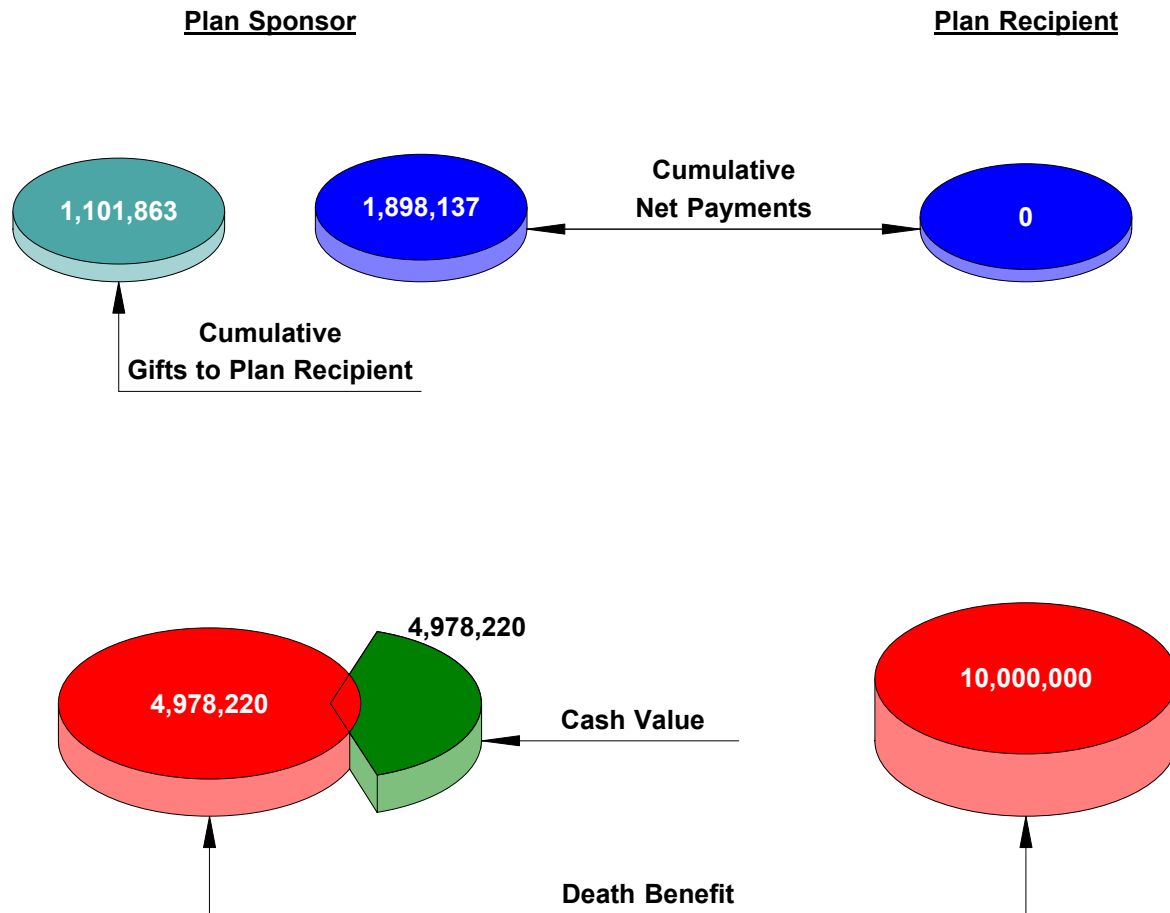 Plan Sponsor
Plan Recipient
1,101,863
1,898,137
Cumulative
Net Payments
0
Cumulative
Gifts to Plan Recipient
4,978,220
4,978,220
10,000,000
Cash Value
Death Benefit